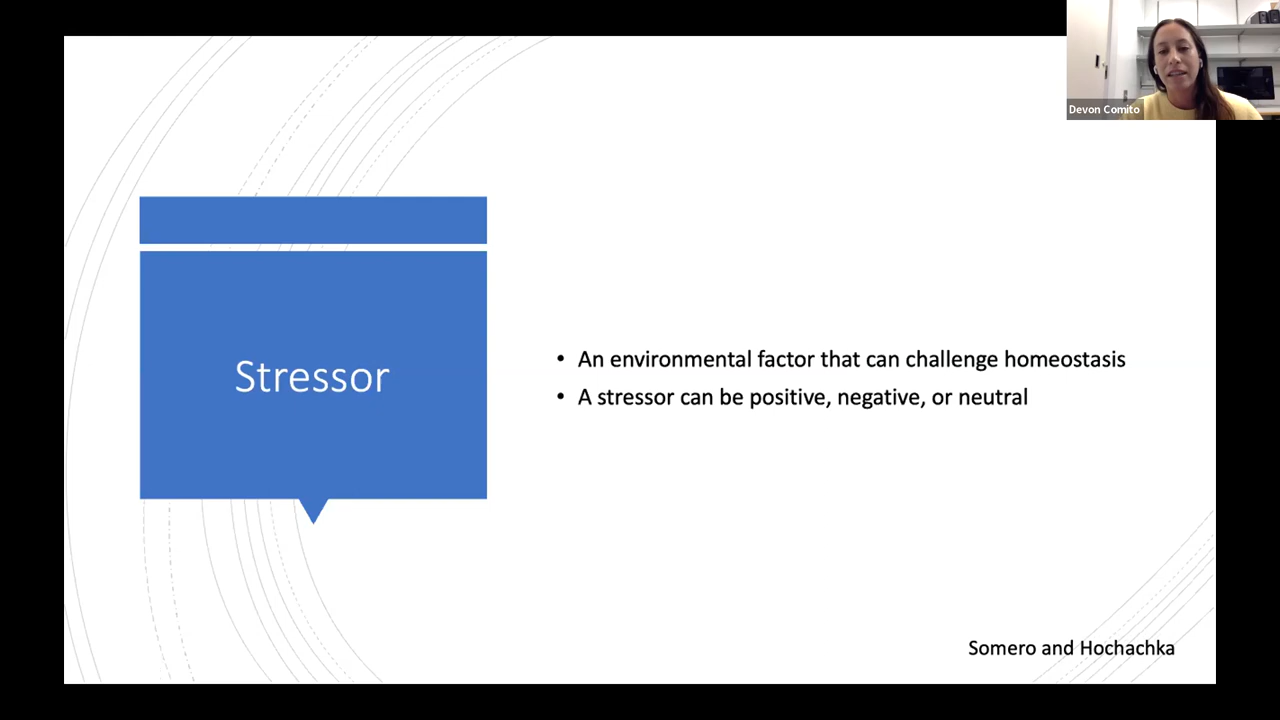 Devon Comito
Stressor
• An environmental factor that can challenge homeostasis
• A stressor can be positive, negative, or neutral
Somero and Hochachka